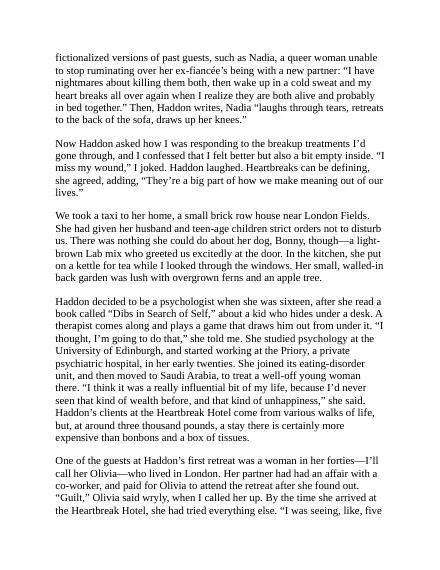 fictionalized versions of past guests, such as Nadia, a queer woman unable
to stop ruminating over her ex-fiancée’s being with a new partner: “I have
nightmares about killing them both, then wake up in a cold sweat and my
heart breaks all over again when I realize they are both alive and probably
in bed together.” Then, Haddon writes, Nadia “laughs through tears, retreats
to the back of the sofa, draws up her knees.”
Now Haddon asked how I was responding to the breakup treatments I’d
gone through, and I confessed that I felt better but also a bit empty inside. “I
miss my wound,” I joked. Haddon laughed. Heartbreaks can be defining,
she agreed, adding, “They’re a big part of how we make meaning out of our
lives.”
We took a taxi to her home, a small brick row house near London Fields.
She had given her husband and teen-age children strict orders not to disturb
us. There was nothing she could do about her dog, Bonny, though—a light-
brown Lab mix who greeted us excitedly at the door. In the kitchen, she put
on a kettle for tea while I looked through the windows. Her small, walled-in
back garden was lush with overgrown ferns and an apple tree.
Haddon decided to be a psychologist when she was sixteen, after she read a
book called “Dibs in Search of Self,” about a kid who hides under a desk. A
therapist comes along and plays a game that draws him out from under it. “I
thought, I’m going to do that,” she told me. She studied psychology at the
University of Edinburgh, and started working at the Priory, a private
psychiatric hospital, in her early twenties. She joined its eating-disorder
unit, and then moved to Saudi Arabia, to treat a well-off young woman
there. “I think it was a really influential bit of my life, because I’d never
seen that kind of wealth before, and that kind of unhappiness,” she said.
Haddon’s clients at the Heartbreak Hotel come from various walks of life,
but, at around three thousand pounds, a stay there is certainly more
expensive than bonbons and a box of tissues.
One of the guests at Haddon’s first retreat was a woman in her forties—I’ll
call her Olivia—who lived in London. Her partner had had an affair with a
co-worker, and paid for Olivia to attend the retreat after she found out.
“Guilt,” Olivia said wryly, when I called her up. By the time she arrived at
the Heartbreak Hotel, she had tried everything else. “I was seeing, like, five